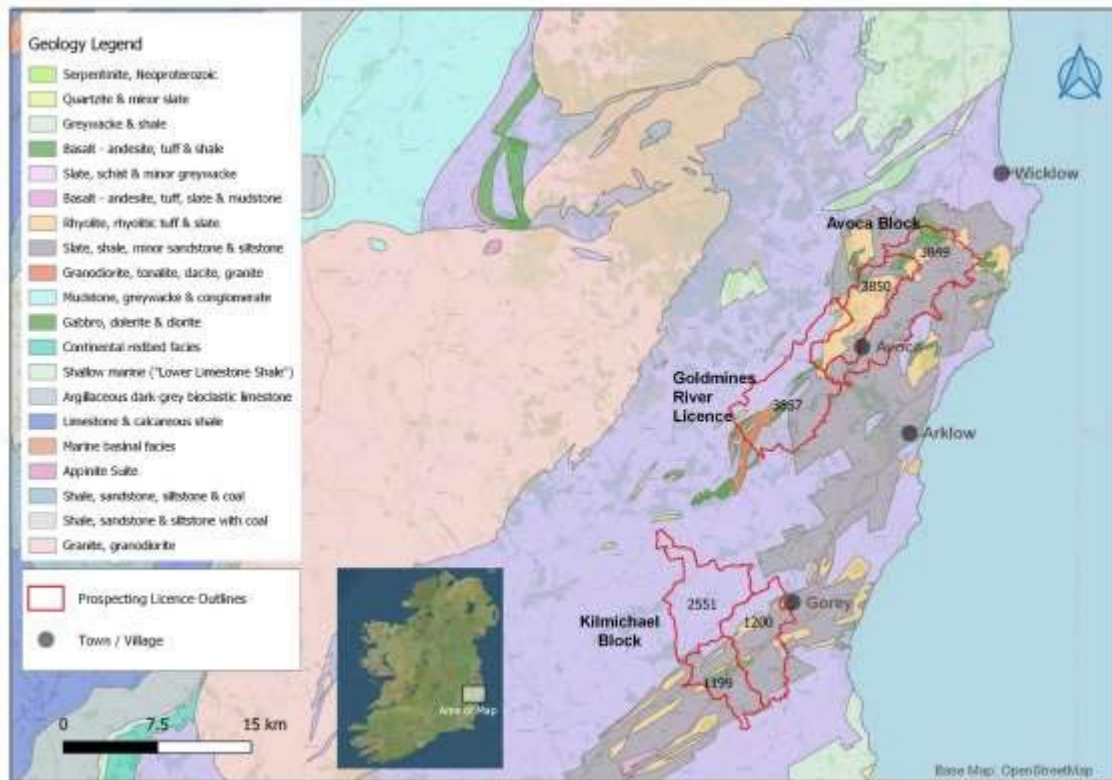 Geology Legend
Serpentinite, Neoproterozoic
Quartzite & minor slate
Greywacke & shale
Basalt - andesite, tuff & shale
Slate, schist & minor greywacke
Basalt - andesite, tuff, slate & mudstone
Rhyolite, rhyolitic tuff & slate
Slate, shale, minor sandstone & siltstone
Granodiorite, tonalite, dacite, granite
Mudstone, greywacke & conglomerate
Gabbro, dolerite & diorite
Continental redbed facies
Shallow marine ("Lower Limestone Shale")
Argillaceous dark-grey bioclastic limestone
Limestone & calcareous shale
Marine basinal facies
Appinite Suite
Shale, sandstone, siltstone & coal
Shale, sandstone & siltstone with coal
Granite, granodiorite
Prospecting Licence Outlines
Town / Village
0 7.5 15 km
Area of Map
Wicklow
Avoca Block
3849
3850
Avoca
Goldmines
River
Licence
3857
Arklow
Gorey
2551
1200
Kilmichael
Block
1199
Base Map: OpenStreetMap